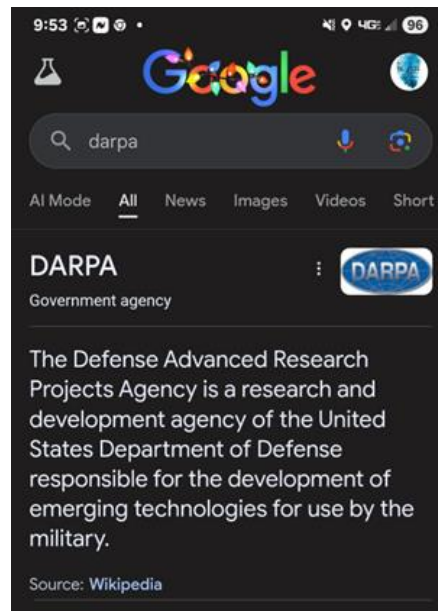 9:53
4GE 96
Google
darpa
AI Mode All News Images Videos Short
DARPA
DARPA
Government agency
The Defense Advanced Research
Projects Agency is a research and
development agency of the United
States Department of Defense
responsible for the development of
emerging technologies for use by the
military.
Source: Wikipedia